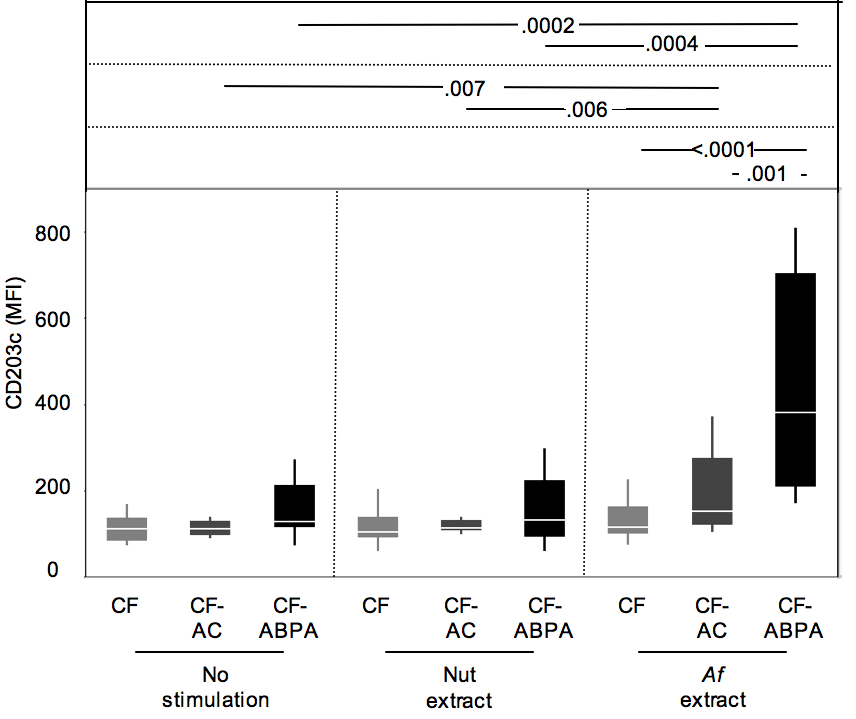 .0002
.0004
.007
.006
<.0001
.001
800
600
400
200
0
CD203c (MFI)
CF CF- CF- CF CF- CF- CF CF- CF-
AC ABPA AC ABPA AC ABPA
No Nut Af
stimulation extract extract